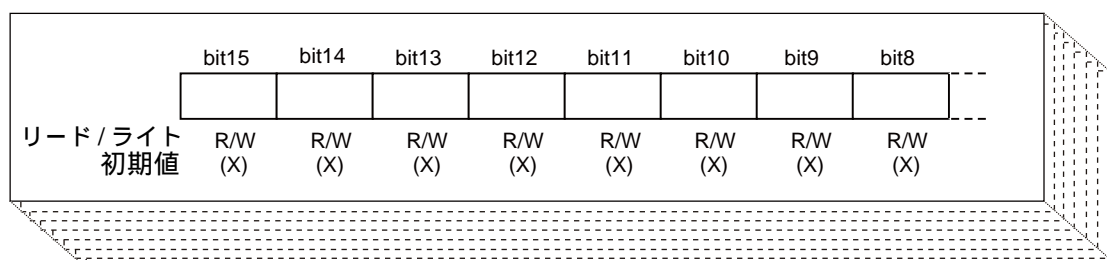 bit15 bit14 bit13 bit12 bit11 bit10 bit9 bit8
リード/ライト R/W R/W R/W R/W R/W R/W R/W R/W
初期値 (X) (X) (X) (X) (X) (X) (X) (X)